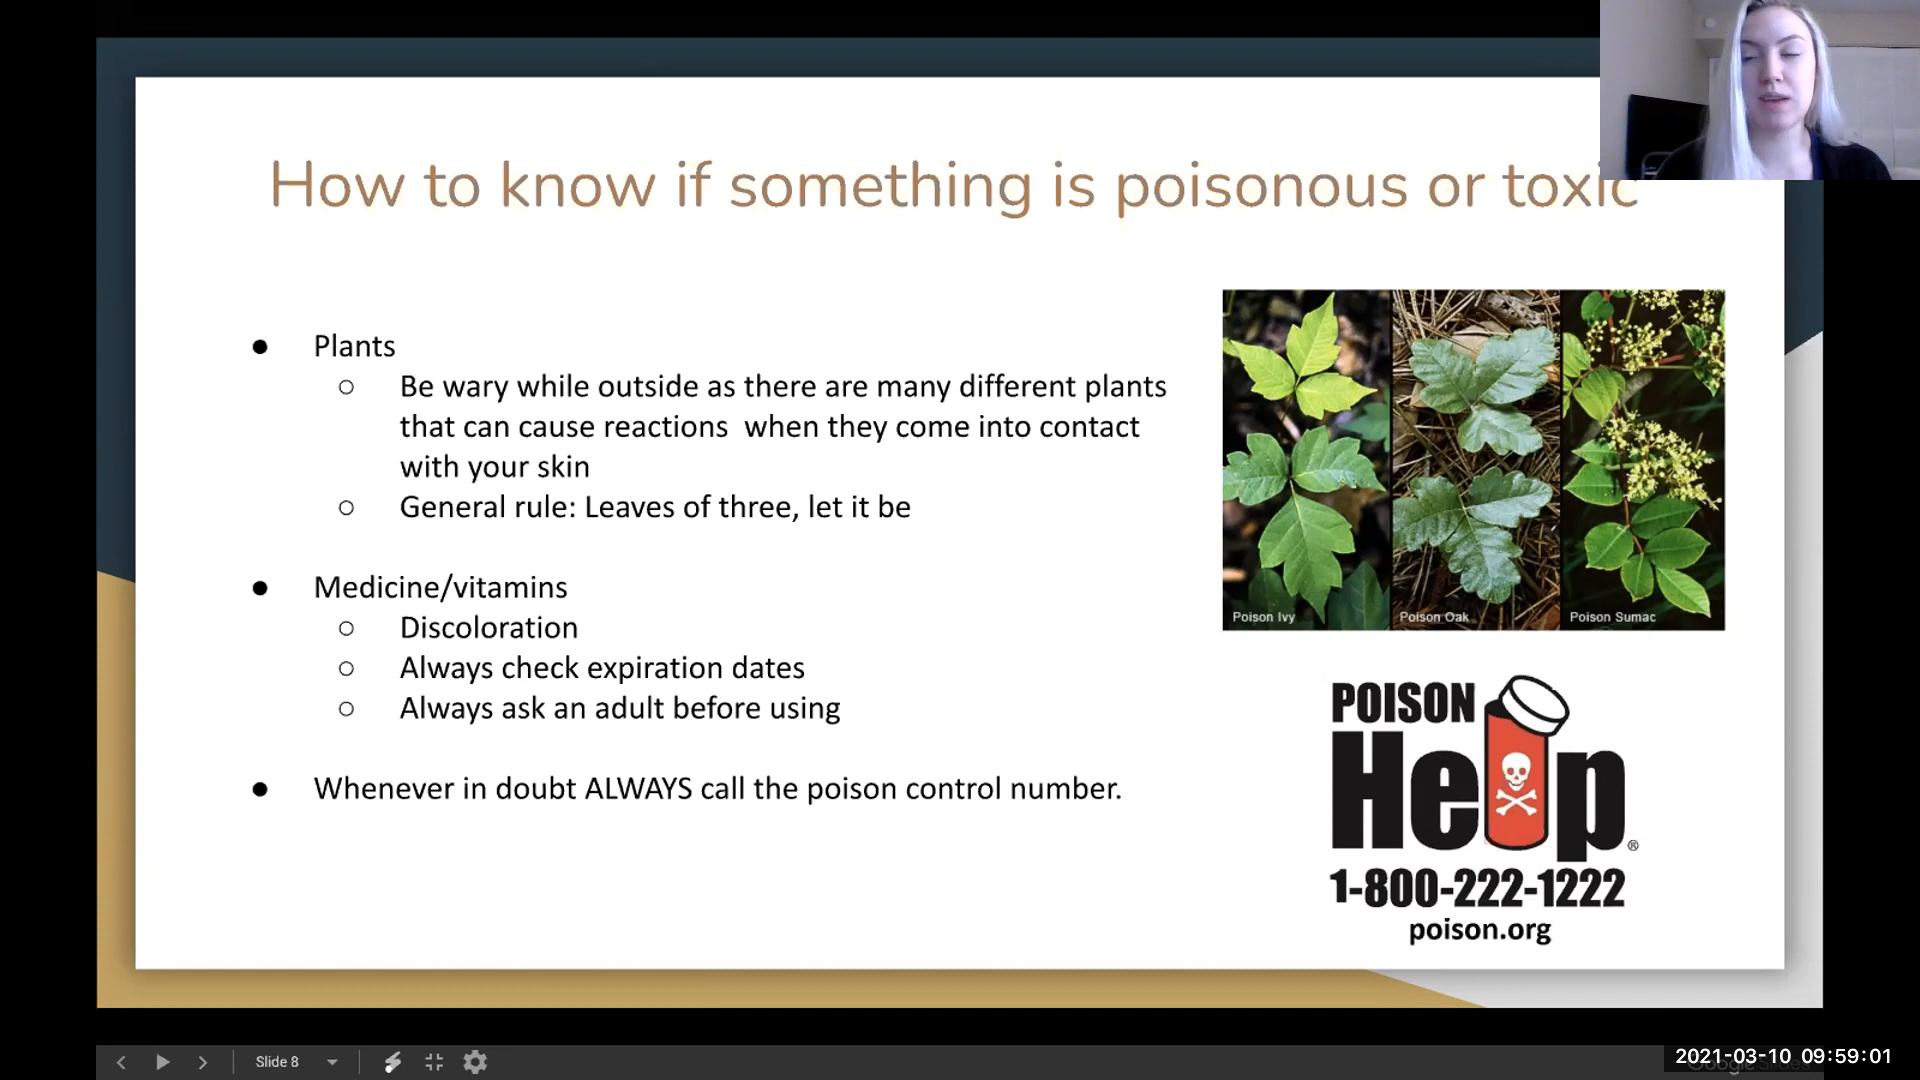 How to know if something is poisonous or toxic
● Plants
○ Be wary while outside as there are many different plants
that can cause reactions  when they come into contact
with your skin
○ General rule: Leaves of three, let it be
● Medicine/vitamins
○ Discoloration
○ Always check expiration dates
○ Always ask an adult before using
● Whenever in doubt ALWAYS call the poison control number.
Poison Ivy
Poison Oak
Poison Sumac
POISON
Help®
1-800-222-1222
poison.org
Slide 8
2021-03-10 09:59:01
Google Slides